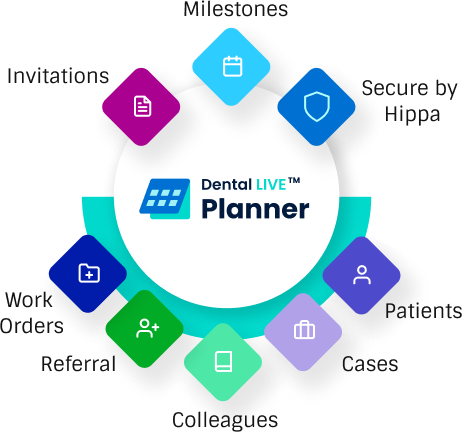 Milestones
Invitations
Secure by
Hippa
Dental LIVE™
Planner
Work
Orders
Patients
Referral
Cases
Colleagues